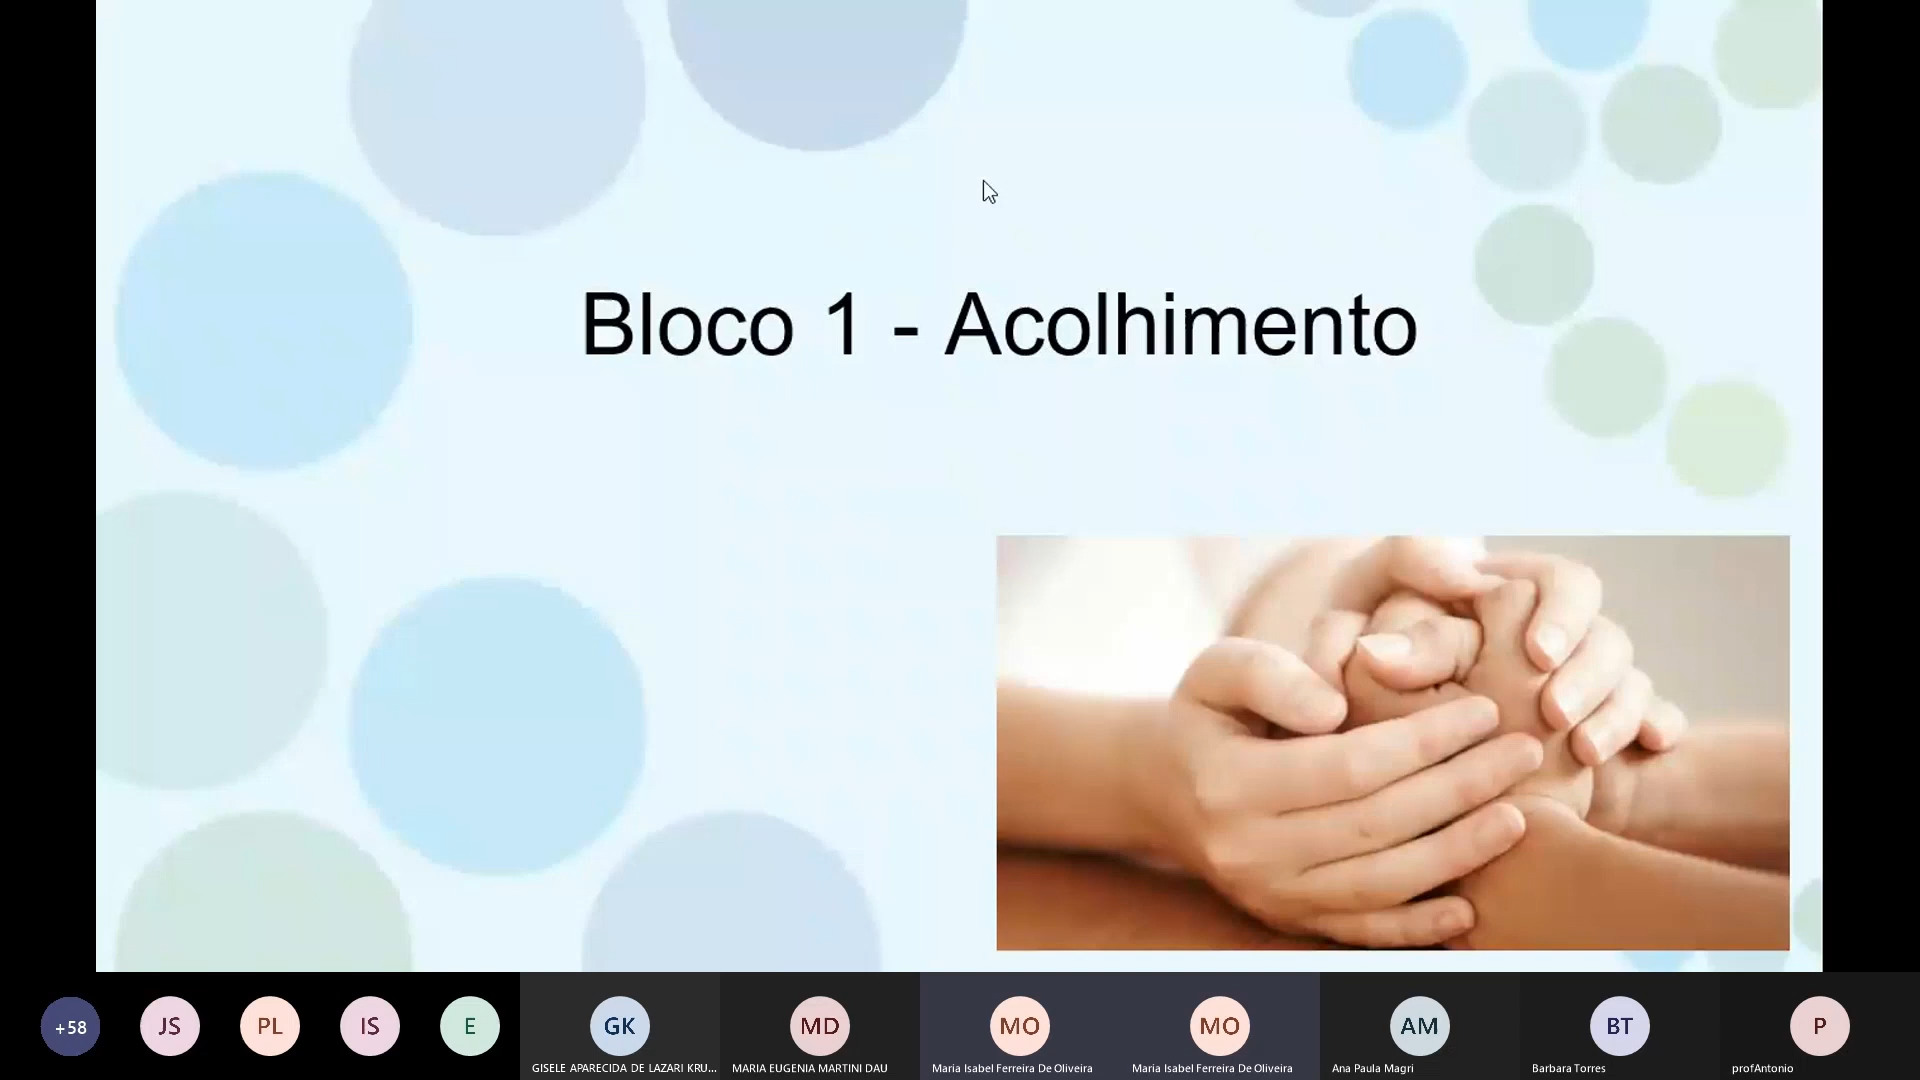 Bloco 1 - Acolhimento
+58
JS
PL
IS
E
GK
MD
MO
MO
AM
BT
P
GISELE APARECIDA DE LAZARI KRU...
MARIA EUGENIA MARTINI DAU
Maria Isabel Ferreira De Oliveira
Maria Isabel Ferreira De Oliveira
Ana Paula Magri
Barbara Torres
profAntonio